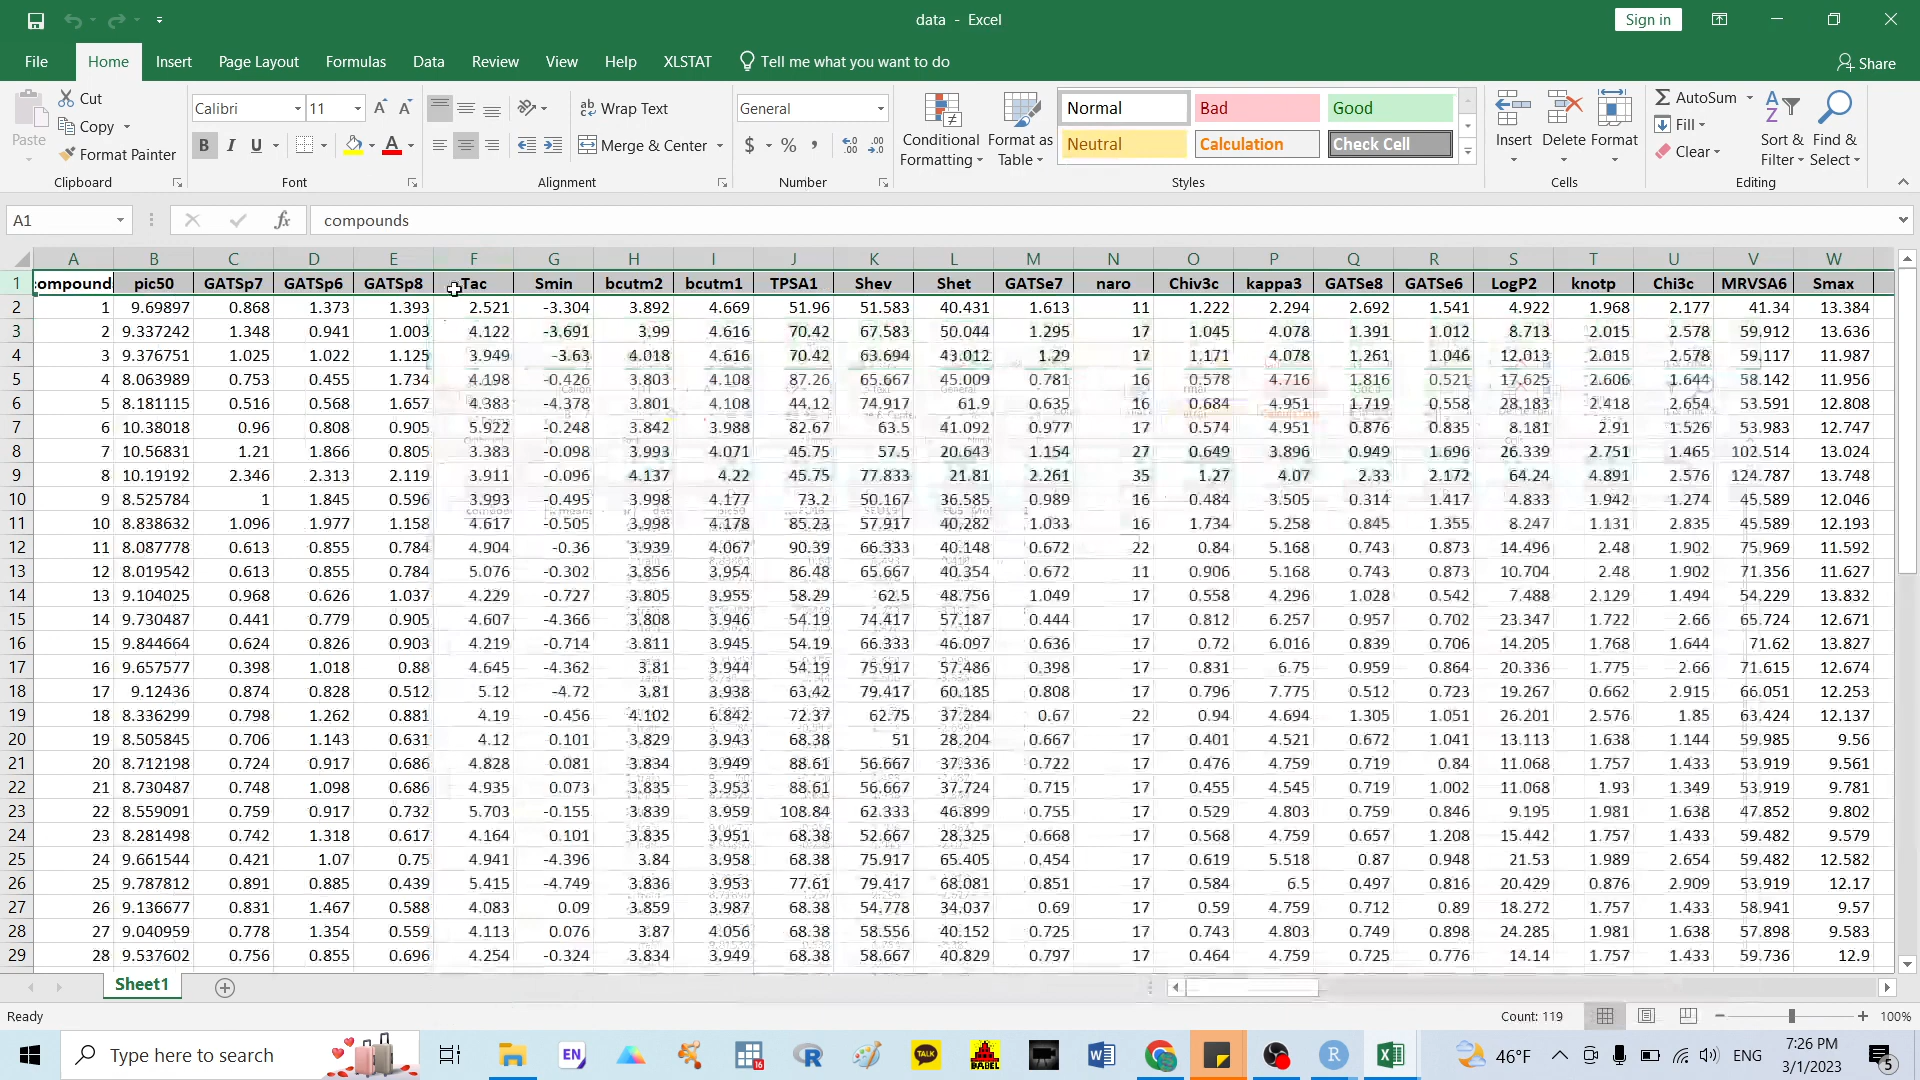 data - Excel
Sign in
File Home Insert Page Layout Formulas Data Review View Help XLSTAT Tell me what you want to do Share
Paste Cut Copy Format Painter Clipboard
Calibri 11 B I U Font
Wrap Text Merge & Center Alignment
General $ % , Number
Conditional Formatting Format as Table Normal Bad Good Neutral Calculation Check Cell Styles
Insert Delete Format Cells
AutoSum Fill Clear Sort & Filter Find & Select Editing
A1 fx compounds
A B C D E F G H I J K L M N O P Q R S T U V W
1 ompound pic50 GATSp7 GATSp6 GATSp8 Tac Smin bcutm2 bcutm1 TPSA1 Shev Shet GATSe7 naro Chiv3c kappa3 GATSe8 GATSe6 LogP2 knotp Chi3c MRVSA6 Smax
2 1 9.69897 0.868 1.373 1.393 2.521 -3.304 3.892 4.669 51.96 51.583 40.431 1.613 11 1.222 2.294 2.692 1.541 4.922 1.968 2.177 41.34 13.384
3 2 9.337242 1.348 0.941 1.003 4.122 -3.691 3.99 4.616 70.42 67.583 50.044 1.295 17 1.045 4.078 1.391 1.012 8.713 2.015 2.578 59.912 13.636
4 3 9.376751 1.025 1.022 1.125 3.949 -3.63 4.018 4.616 70.42 63.694 43.012 1.29 17 1.171 4.078 1.261 1.046 12.013 2.015 2.578 59.117 11.987
5 4 8.063989 0.753 0.455 1.734 4.198 -0.426 3.803 4.108 87.26 65.667 45.009 0.781 16 0.578 4.716 1.816 0.521 17.625 2.606 1.644 58.142 11.956
6 5 8.181115 0.516 0.568 1.657 4.383 -4.378 3.801 4.108 44.12 74.917 61.9 0.635 16 0.684 4.951 1.719 0.558 28.183 2.418 2.654 53.591 12.808
7 6 10.38018 0.96 0.808 0.905 5.922 -0.248 3.842 3.988 82.67 63.5 41.092 0.977 17 0.574 4.951 0.876 0.835 8.181 2.91 1.526 53.983 12.747
8 7 10.56831 1.21 1.866 0.805 3.383 -0.098 3.993 4.071 45.75 57.5 20.643 1.154 27 0.649 3.896 0.949 1.696 26.339 2.751 1.465 102.514 13.024
9 8 10.19192 2.346 2.313 2.119 3.911 -0.096 4.137 4.22 45.75 77.833 21.81 2.261 35 1.27 4.07 2.33 2.172 64.24 4.891 2.576 124.787 13.748
10 9 8.525784 1 1.845 0.596 3.993 -0.495 3.998 4.177 73.2 50.167 36.585 0.989 16 0.484 3.505 0.314 1.417 4.833 1.942 1.274 45.589 12.046
11 10 8.838632 1.096 1.977 1.158 4.617 -0.505 3.998 4.178 85.23 57.917 40.282 1.033 16 1.734 5.258 0.845 1.355 8.247 1.131 2.835 45.589 12.193
12 11 8.087778 0.613 0.855 0.784 4.904 -0.36 3.939 4.067 90.39 66.333 40.148 0.672 22 0.84 5.168 0.743 0.873 14.496 2.48 1.902 75.969 11.592
13 12 8.019542 0.613 0.855 0.784 5.076 -0.302 3.856 3.954 86.48 65.667 40.354 0.672 11 0.906 5.168 0.743 0.873 10.704 2.48 1.902 71.356 11.627
14 13 9.104025 0.968 0.626 1.037 4.229 -0.727 3.805 3.955 58.29 62.5 48.756 1.049 17 0.558 4.296 1.028 0.542 7.488 2.129 1.494 54.229 13.832
15 14 9.730487 0.441 0.779 0.905 4.607 -4.366 3.808 3.946 54.19 74.417 57.187 0.444 17 0.812 6.257 0.957 0.702 23.347 1.722 2.66 65.724 12.671
16 15 9.844664 0.624 0.826 0.903 4.219 -0.714 3.811 3.945 54.19 66.333 46.097 0.636 17 0.72 6.016 0.839 0.706 14.205 1.768 1.644 71.62 13.827
17 16 9.657577 0.398 1.018 0.88 4.645 -4.362 3.81 3.944 54.19 75.917 57.486 0.398 17 0.831 6.75 0.959 0.864 20.336 1.775 2.66 71.615 12.674
18 17 9.12436 0.874 0.828 0.512 5.12 -4.72 3.81 3.938 63.42 79.417 60.185 0.808 17 0.796 7.775 0.512 0.723 19.267 0.662 2.915 66.051 12.253
19 18 8.336299 0.798 1.262 0.881 4.19 -0.456 4.102 6.842 72.37 62.75 37.284 0.67 22 0.94 4.694 1.305 1.051 26.201 2.576 1.85 63.424 12.137
20 19 8.505845 0.706 1.143 0.631 4.12 0.101 3.829 3.943 68.38 51 28.204 0.667 17 0.401 4.521 0.672 1.041 13.113 1.638 1.144 59.985 9.56
21 20 8.712198 0.724 0.917 0.686 4.828 0.081 3.834 3.949 88.61 56.667 37.336 0.722 17 0.476 4.759 0.719 0.84 11.068 1.757 1.433 53.919 9.561
22 21 8.730487 0.748 1.098 0.686 4.935 0.073 3.835 3.953 88.61 56.667 37.724 0.715 17 0.455 4.545 0.719 1.002 11.068 1.93 1.349 53.919 9.781
23 22 8.559091 0.759 0.917 0.732 5.703 -0.155 3.839 3.959 108.84 62.333 46.899 0.755 17 0.529 4.803 0.759 0.846 9.195 1.981 1.638 47.852 9.802
24 23 8.281498 0.742 1.318 0.617 4.164 0.101 3.835 3.951 68.38 52.667 28.325 0.668 17 0.568 4.759 0.657 1.208 15.442 1.757 1.433 59.482 9.579
25 24 9.661544 0.421 1.07 0.75 4.941 -4.396 3.84 3.958 68.38 75.917 65.405 0.454 17 0.619 5.518 0.87 0.948 21.53 1.989 2.654 59.482 12.582
26 25 9.787812 0.891 0.885 0.439 5.415 -4.749 3.836 3.953 77.61 79.417 68.081 0.851 17 0.584 6.5 0.497 0.816 20.429 0.876 2.909 53.919 12.17
27 26 9.136677 0.831 1.467 0.588 4.083 0.09 3.859 3.987 68.38 54.778 34.037 0.69 17 0.59 4.759 0.712 0.89 18.272 1.757 1.433 58.941 9.57
28 27 9.040959 0.778 1.354 0.559 4.113 0.076 3.87 4.056 68.38 58.556 40.152 0.725 17 0.743 4.803 0.749 0.898 24.285 1.981 1.638 57.898 9.583
29 28 9.537602 0.756 0.855 0.696 4.254 -0.324 3.834 3.949 68.38 58.667 40.829 0.797 17 0.464 4.759 0.725 0.776 14.14 1.757 1.433 59.736 12.9
Sheet1
Ready Count: 119 100%
Type here to search EN 16 R TALK BABEL W R X 46°F ENG 7:26 PM
3/1/2023 5